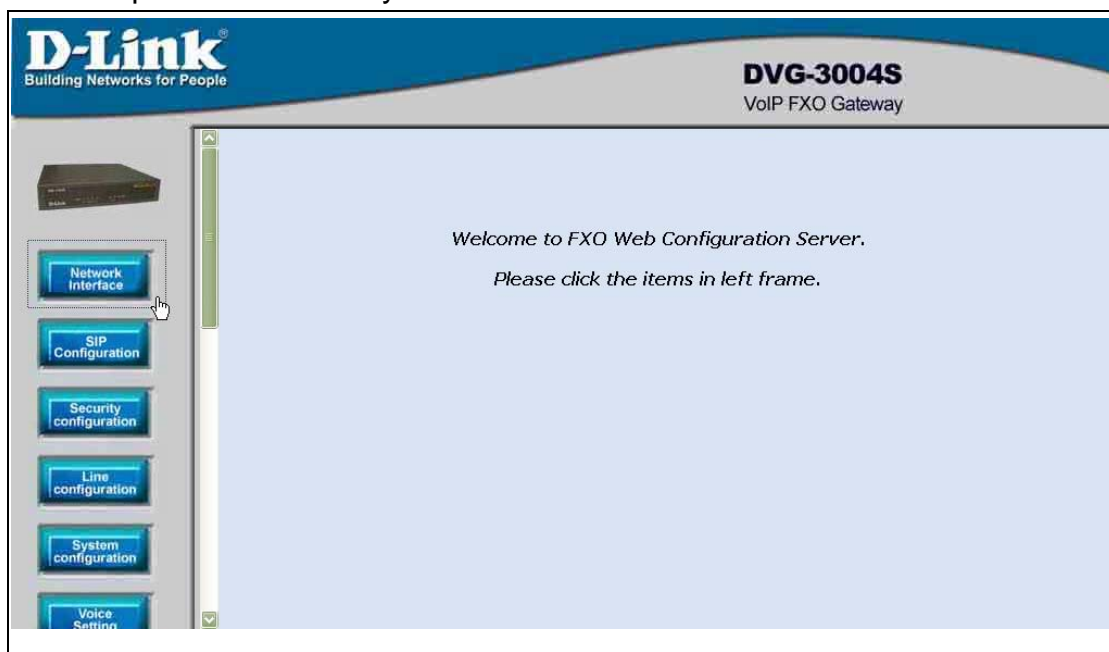 D-Link®
Building Networks for People
DVG-3004S
VoIP FXO Gateway
Welcome to FXO Web Configuration Server.
Please click the items in left frame.
Network
Interface
SIP
Configuration
Security
configuration
Line
configuration
System
configuration
Voice
Setting